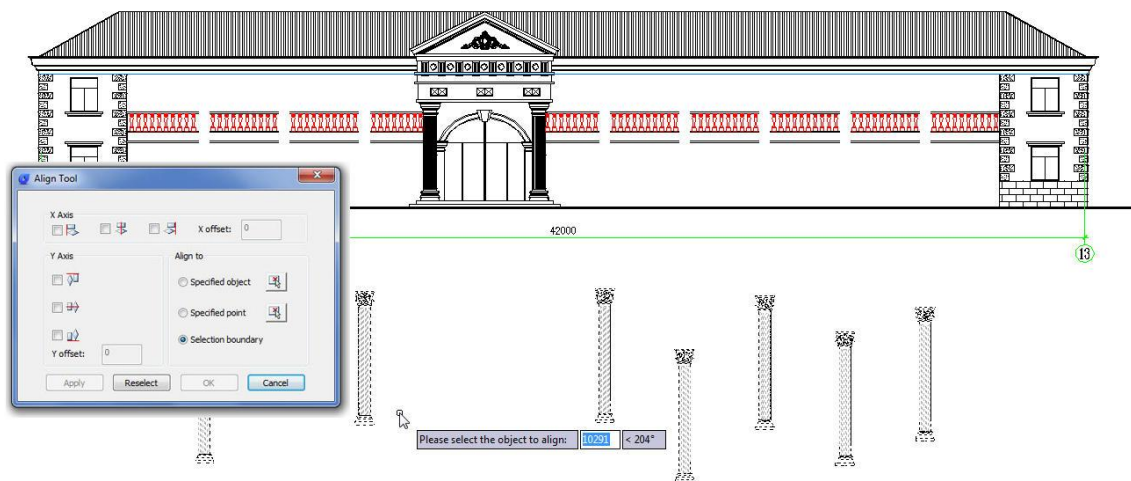 Align Tool
X Axis
X offset: 0
Y Axis
Align to
Specified object
Specified point
Selection boundary
Y offset: 0
Apply Reselect OK Cancel
42000
13
Please select the object to align: 10291 < 204°